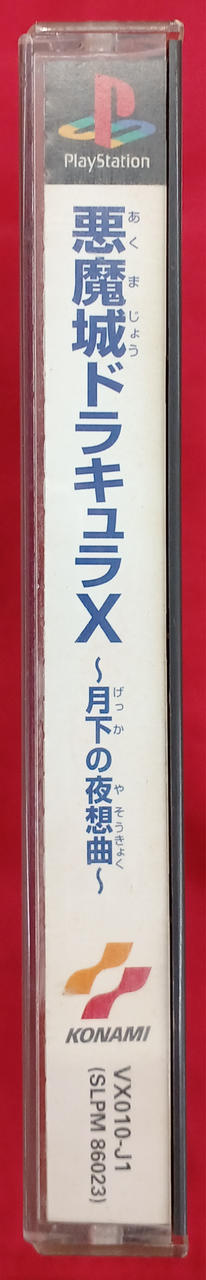 PlayStation
悪魔城ドラキュラX
あくまじょう
～月下の夜想曲～
げっか やそうきょく
KONAMI
VX010-J1
(SLPM 86023)